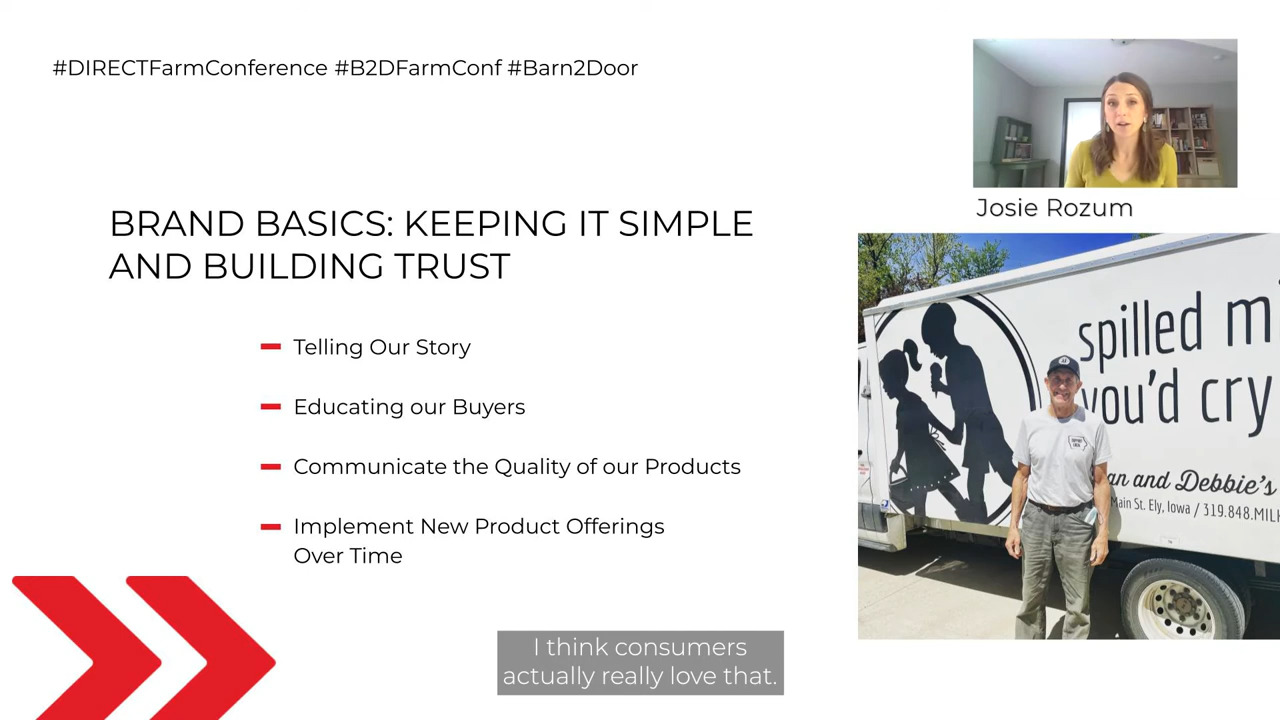 #DIRECTFarmConference #B2DFarmConf #Barn2Door
BRAND BASICS: KEEPING IT SIMPLE
AND BUILDING TRUST
Telling Our Story
Educating our Buyers
Communicate the Quality of our Products
Implement New Product Offerings
Over Time
Josie Rozum
spilled m
you'd cry
an and Debbie's
Main St. Ely, Iowa / 319.848.MIL
I think consumers
actually really love that.